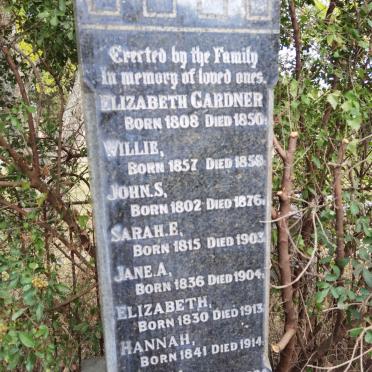 Erected by the Family
In memory of loved ones.
ELIZABETH GARDNER
BORN 1808 DIED 1850.
WILLIE,
BORN 1857 DIED 1858.
JOHN.S,
BORN 1802 DIED 1876.
SARAH.E,
BORN 1815 DIED 1903.
JANE.A,
BORN 1836 DIED 1904.
ELIZABETH,
BORN 1830 DIED 1913.
HANNAH,
BORN 1841 DIED 1914.